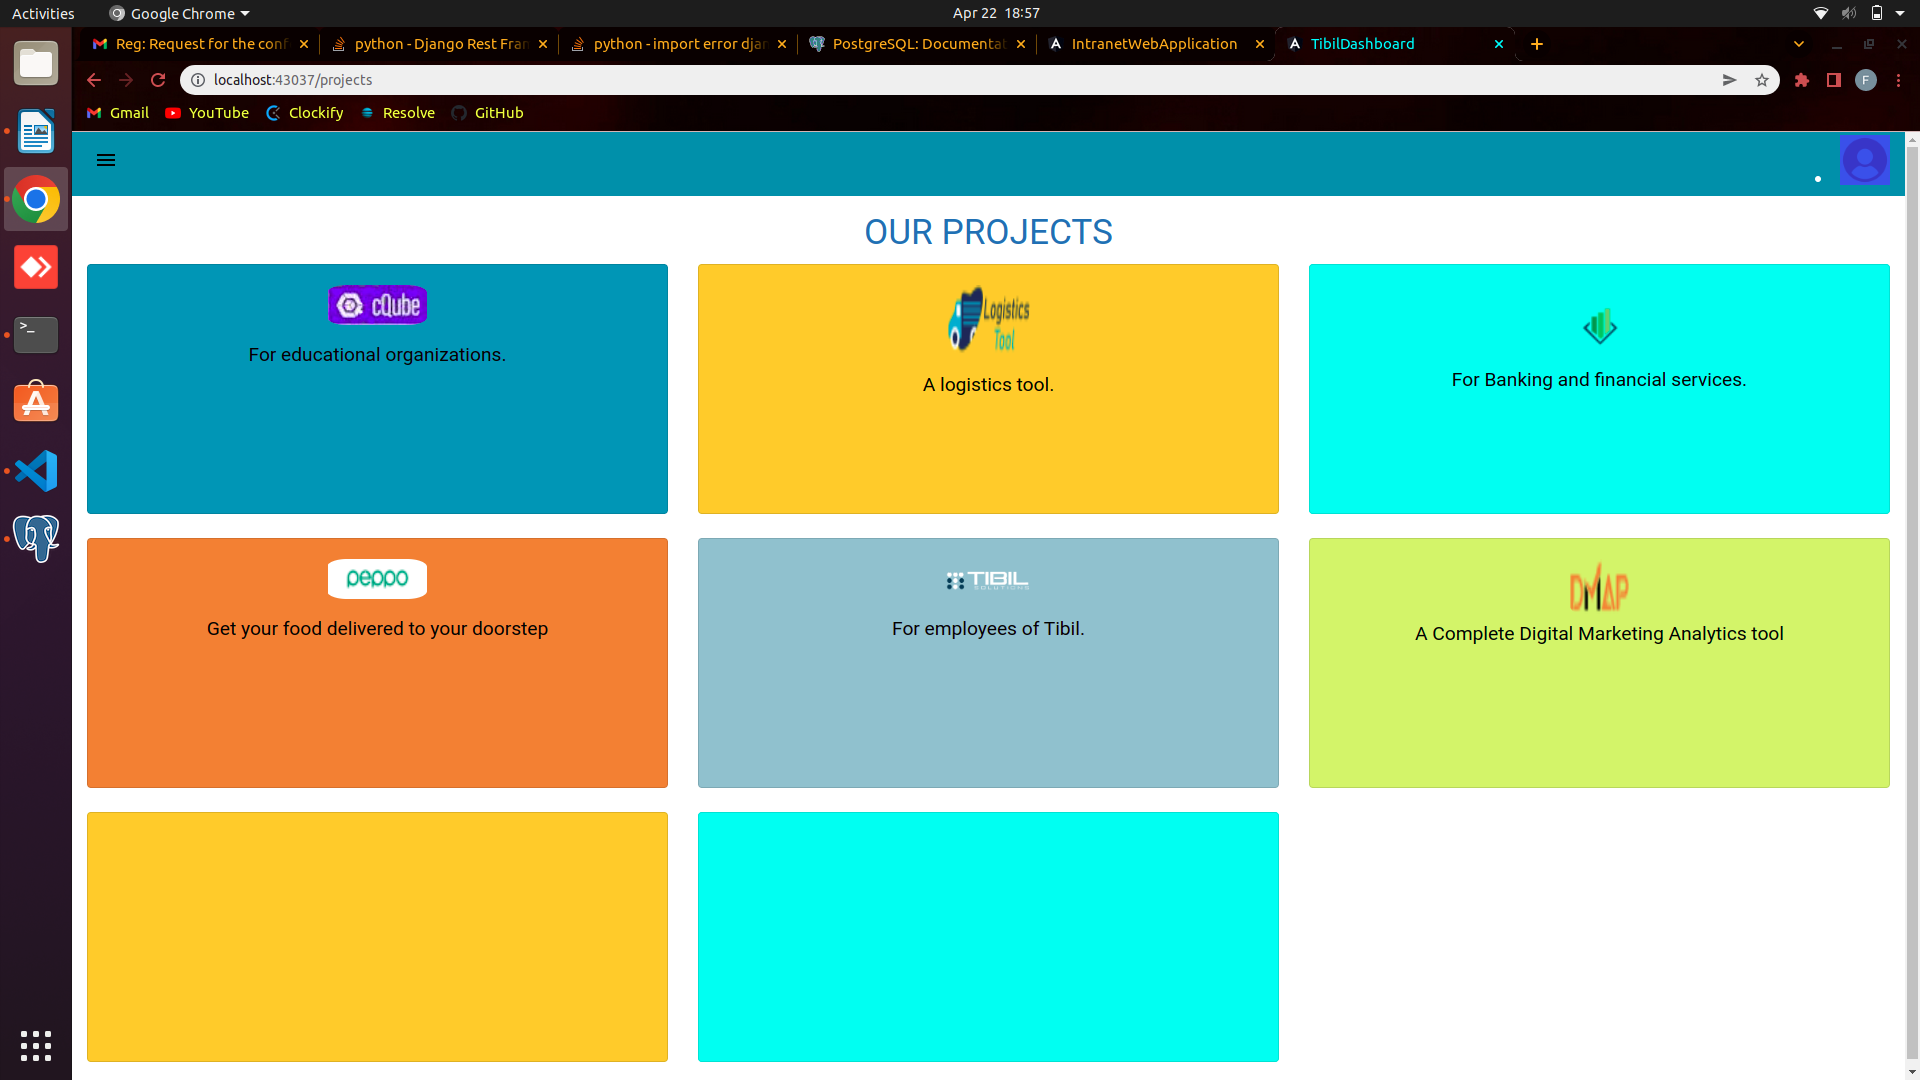 Activities
Google Chrome
Apr 22 18:57
Reg: Request for the conf
python - Django Rest Fran
python - import error djan
PostgreSQL: Documentat
IntranetWebApplication
TibilDashboard
localhost:43037/projects
F
Gmail
YouTube
Clockify
Resolve
GitHub
OUR PROJECTS
cQube
For educational organizations.
Logistics
Tool
A logistics tool.
For Banking and financial services.
peppo
Get your food delivered to your doorstep
TIBIL
SOLUTIONS
For employees of Tibil.
DMAP
A Complete Digital Marketing Analytics tool